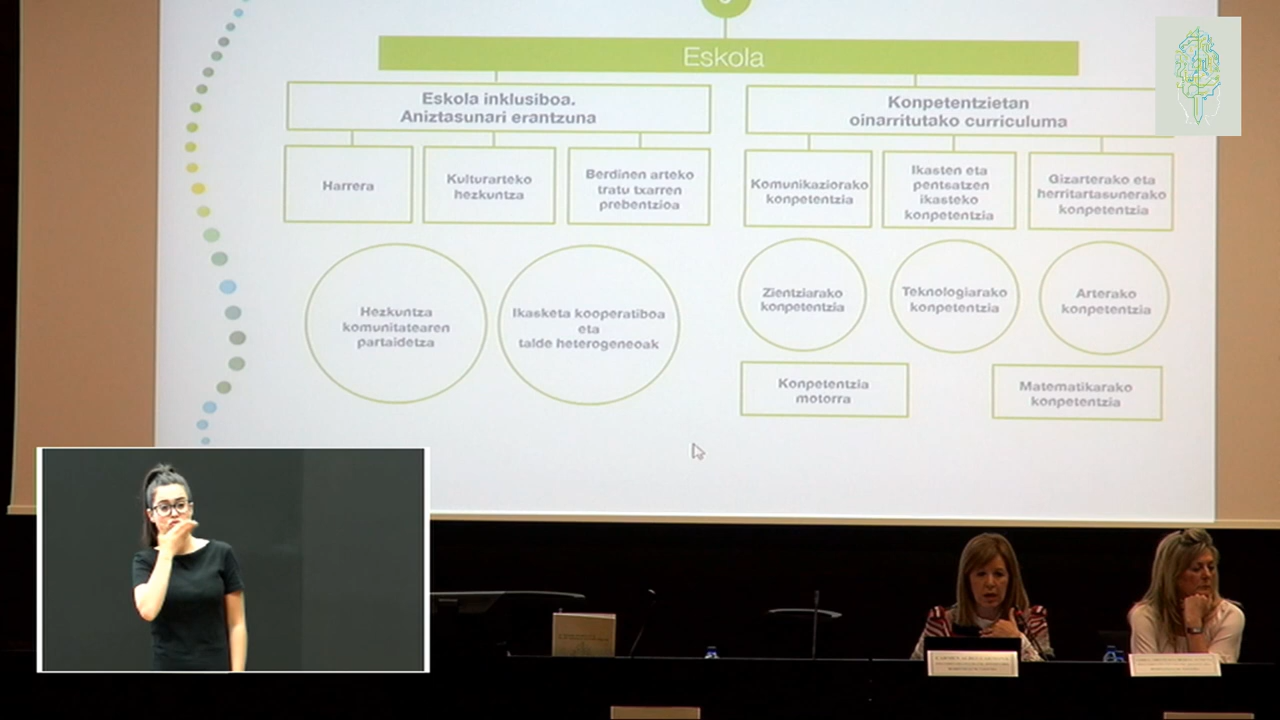 Eskola
Eskola inklusiboa.
Aniztasunari erantzuna
Konpetentzietan
oinarritutako curriculuma
Harrera
Kulturarteko
hezkuntza
Berdinen arteko
tratu txarren
prebentzioa
Komunikaziorako
konpetentzia
Ikasten eta
pentsatzen
ikasteko
konpetentzia
Gizarterako eta
herritartasunerako
konpetentzia
Hezkuntza
komunitatearen
partaidetza
Ikasketa kooperatiboa
eta
talde heterogeneoak
Zientziarako
konpetentzia
Teknologiarako
konpetentzia
Arterako
konpetentzia
Konpetentzia
motorra
Matematikarako
konpetentzia